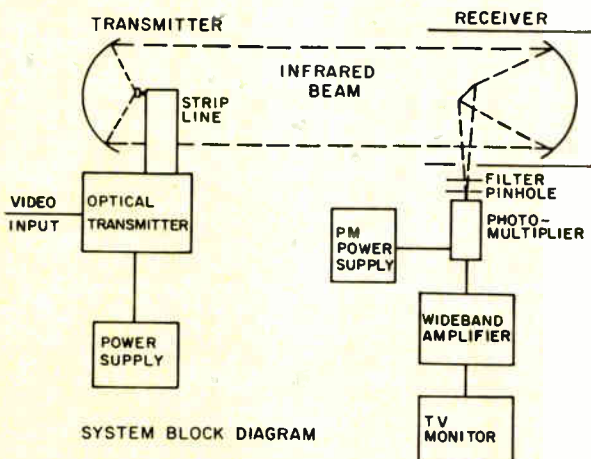 TRANSMITTER
RECEIVER
INFRARED
BEAM
STRIP
LINE
VIDEO
INPUT
OPTICAL
TRANSMITTER
POWER
SUPPLY
FILTER
PINHOLE
PHOTO-
MULTIPLIER
PM
POWER
SUPPLY
WIDEBAND
AMPLIFIER
TV
MONITOR
SYSTEM BLOCK DIAGRAM